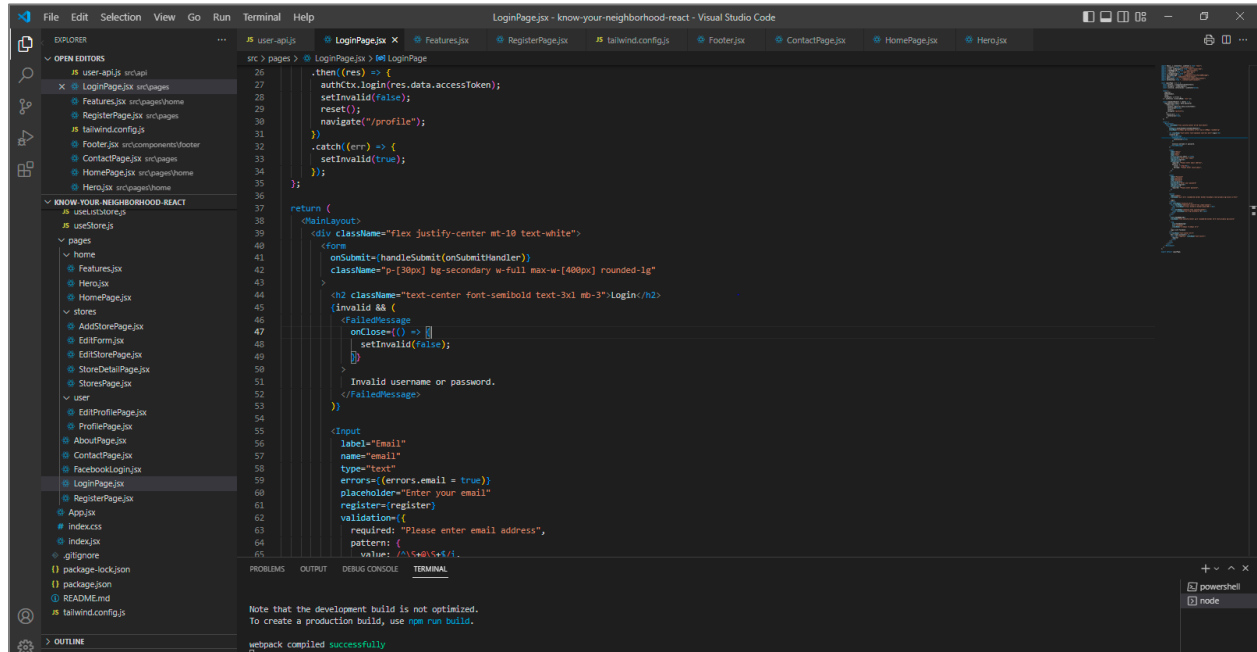 File Edit Selection View Go Run Terminal Help
LoginPage.jsx - know-your-neighborhood-react - Visual Studio Code
EXPLORER
OPEN EDITORS
JS user-api.js src\api
LoginPage.jsx src\pages
Features.jsx src\pages\home
RegisterPage.jsx src\pages
JS tailwind.config.js
Footer.jsx src\components\footer
ContactPage.jsx src\pages
HomePage.jsx src\pages\home
Hero.jsx src\pages\home
KNOW-YOUR-NEIGHBORHOOD-REACT
JS useListStore.js
JS useStore.js
pages
home
Features.jsx
Hero.jsx
HomePage.jsx
stores
AddStorePage.jsx
EditForm.jsx
EditStorePage.jsx
StoreDetailPage.jsx
StoresPage.jsx
user
EditProfilePage.jsx
ProfilePage.jsx
AboutPage.jsx
ContactPage.jsx
FacebookLogin.jsx
LoginPage.jsx
RegisterPage.jsx
App.jsx
# index.css
index.jsx
.gitignore
{} package-lock.json
{} package.json
README.md
JS tailwind.config.js
OUTLINE
JS user-api.js LoginPage.jsx Features.jsx RegisterPage.jsx JS tailwind.config.js Footer.jsx ContactPage.jsx HomePage.jsx Hero.jsx
src > pages > LoginPage.jsx > LoginPage
26 .then((res) => {
27 authCtx.login(res.data.accessToken);
28 setInvalid(false);
29 reset();
30 navigate("/profile");
31 })
32 .catch((err) => {
33 setInvalid(true);
34 });
35 };
36
37 return (
38 <MainLayout>
39 <div className="flex justify-center mt-10 text-white">
40 <form
41 onSubmit={handleSubmit(onSubmitHandler)}
42 className="p-[30px] bg-secondary w-full max-w-[400px] rounded-lg"
43 >
44 <h2 className="text-center font-semibold text-3xl mb-3">Login</h2>
45 {invalid && (
46 <FailedMessage
47 onClose={() => {
48 setInvalid(false);
49 }}
50 >
51 Invalid username or password.
52 </FailedMessage>
53 )}
54
55 <Input
56 label="Email"
57 name="email"
58 type="text"
59 errors={(errors.email = true)}
60 placeholder="Enter your email"
61 register={register}
62 validation={{
63 required: "Please enter email address",
64 pattern: {
65 value: /^\S+@\S+$/i,
PROBLEMS OUTPUT DEBUG CONSOLE TERMINAL
Note that the development build is not optimized.
To create a production build, use npm run build.
webpack compiled successfully
powershell
node